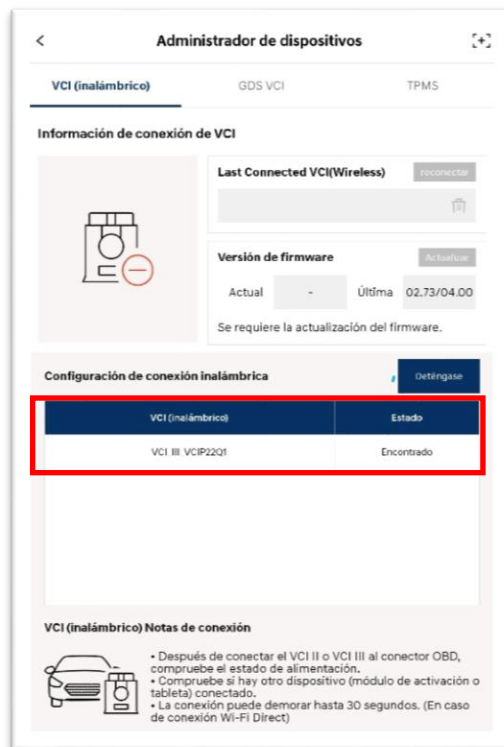 Administrador de dispositivos
VCI (inalámbrico) GDS VCI TPMS
Información de conexión de VCI
Last Connected VCI(Wireless) reconectar
Versión de firmware Actualizar
Actual - Última 02.73/04.00
Se requiere la actualización del firmware.
Configuración de conexión inalámbrica Deténgase
VCI (inalámbrico) Estado
VCI III VCIP22Q1 Encontrado
VCI (inalámbrico) Notas de conexión
• Después de conectar el VCI II o VCI III al conector OBD,
compruebe el estado de alimentación.
• Compruebe si hay otro dispositivo (módulo de activación o
tableta) conectado.
• La conexión puede demorar hasta 30 segundos. (En caso
de conexión Wi-Fi Direct)